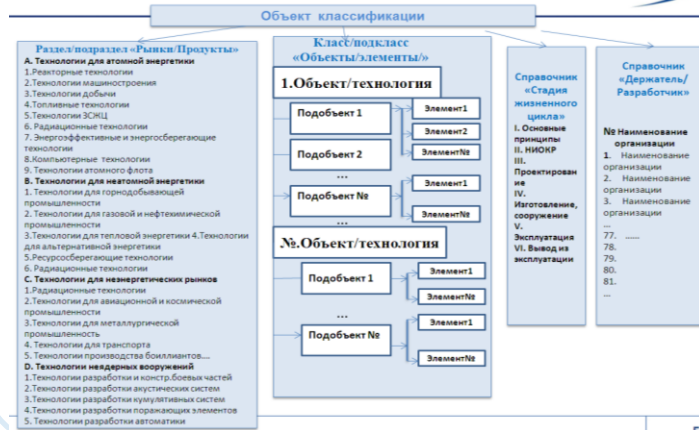 Объект классификации
Раздел/подраздел «Рынки/Продукты»
А. Технологии для атомной энергетики
1.Реакторные технологии
2.Технологии машиностроения
3.Технологии добычи
4.Топливные технологии
5.Технологии ЗСЖЦ
6. Радиационные технологии
7. Энергоэффективные и энергосберегающие
технологии
8.Компьютерные технологии
9. Технологии атомного флота
В. Технологии для неатомной энергетики
1. Технологии для горнодобывающей
промышленности
2. Технологии для газовой и нефтехимической
промышленности
3.Технологии для тепловой энергетики 4.Технологии
для альтернативной энергетики
5.Ресурсосберегающие технологии
6. Радиационные технологии
С. Технологии для неэнергетических рынков
1.Радиационные технологии
2.Технологии для авиационной и космической
промышленности
3.Технологии для металлургической
промышленность
4. Технологии для транспорта
5. Технологии производства боиллиантов....
D. Технологии неядерных вооружений
1.Технологии разработки и констр.боевых частей
2.Технологии разработки акустических систем
3.Технологии разработки кумулятивных систем
4.Технологии разработки поражающих элементов
5. Технологии разработки автоматики
Класс/подкласс
«Объекты/элементы/»
1.Объект/технология
Подобъект 1
Элемент1
Элемент2
Подобъект 2
Элемент№
...
Подобъект №
Элемент1
...
Элемент№
№.Объект/технология
Подобъект 1
Элемент1
Элемент№
...
Подобъект №
Элемент1
Элемент№
Справочник
«Стадия
жизненного
цикла»
I. Основные
принципы
II. НИОКР
III.
Проектирован
ие
IV.
Изготовление,
сооружение
V.
Эксплуатация
VI. Вывод из
эксплуатации
Справочник
«Держатель/
Разработчик»
№ Наименование
организации
1. Наименование
организации
2. Наименование
организации
3. Наименование
организации
...
77. ......
78.
79.
80.
81.
...